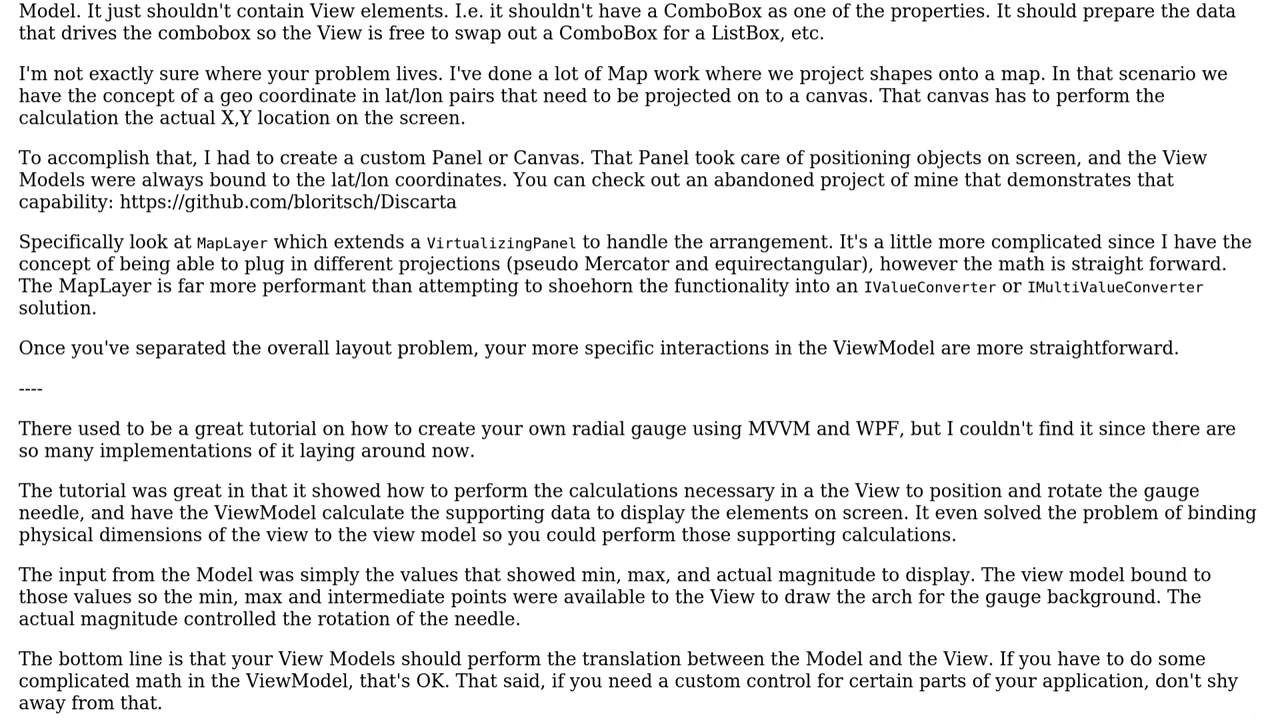 Model. It just shouldn't contain View elements. I.e. it shouldn't have a ComboBox as one of the properties. It should prepare the data
that drives the combobox so the View is free to swap out a ComboBox for a ListBox, etc.
I'm not exactly sure where your problem lives. I've done a lot of Map work where we project shapes onto a map. In that scenario we
have the concept of a geo coordinate in lat/lon pairs that need to be projected on to a canvas. That canvas has to perform the
calculation the actual X,Y location on the screen.
To accomplish that, I had to create a custom Panel or Canvas. That Panel took care of positioning objects on screen, and the View
Models were always bound to the lat/lon coordinates. You can check out an abandoned project of mine that demonstrates that
capability: https://github.com/bloritsch/Discarta
Specifically look at MapLayer which extends a VirtualizingPanel to handle the arrangement. It's a little more complicated since I have the
concept of being able to plug in different projections (pseudo Mercator and equirectangular), however the math is straight forward.
The MapLayer is far more performant than attempting to shoehorn the functionality into an IValueConverter or IMultiValueConverter
solution.
Once you've separated the overall layout problem, your more specific interactions in the ViewModel are more straightforward.
----
There used to be a great tutorial on how to create your own radial gauge using MVVM and WPF, but I couldn't find it since there are
so many implementations of it laying around now.
The tutorial was great in that it showed how to perform the calculations necessary in a the View to position and rotate the gauge
needle, and have the ViewModel calculate the supporting data to display the elements on screen. It even solved the problem of binding
physical dimensions of the view to the view model so you could perform those supporting calculations.
The input from the Model was simply the values that showed min, max, and actual magnitude to display. The view model bound to
those values so the min, max and intermediate points were available to the View to draw the arch for the gauge background. The
actual magnitude controlled the rotation of the needle.
The bottom line is that your View Models should perform the translation between the Model and the View. If you have to do some
complicated math in the ViewModel, that's OK. That said, if you need a custom control for certain parts of your application, don't shy
away from that.